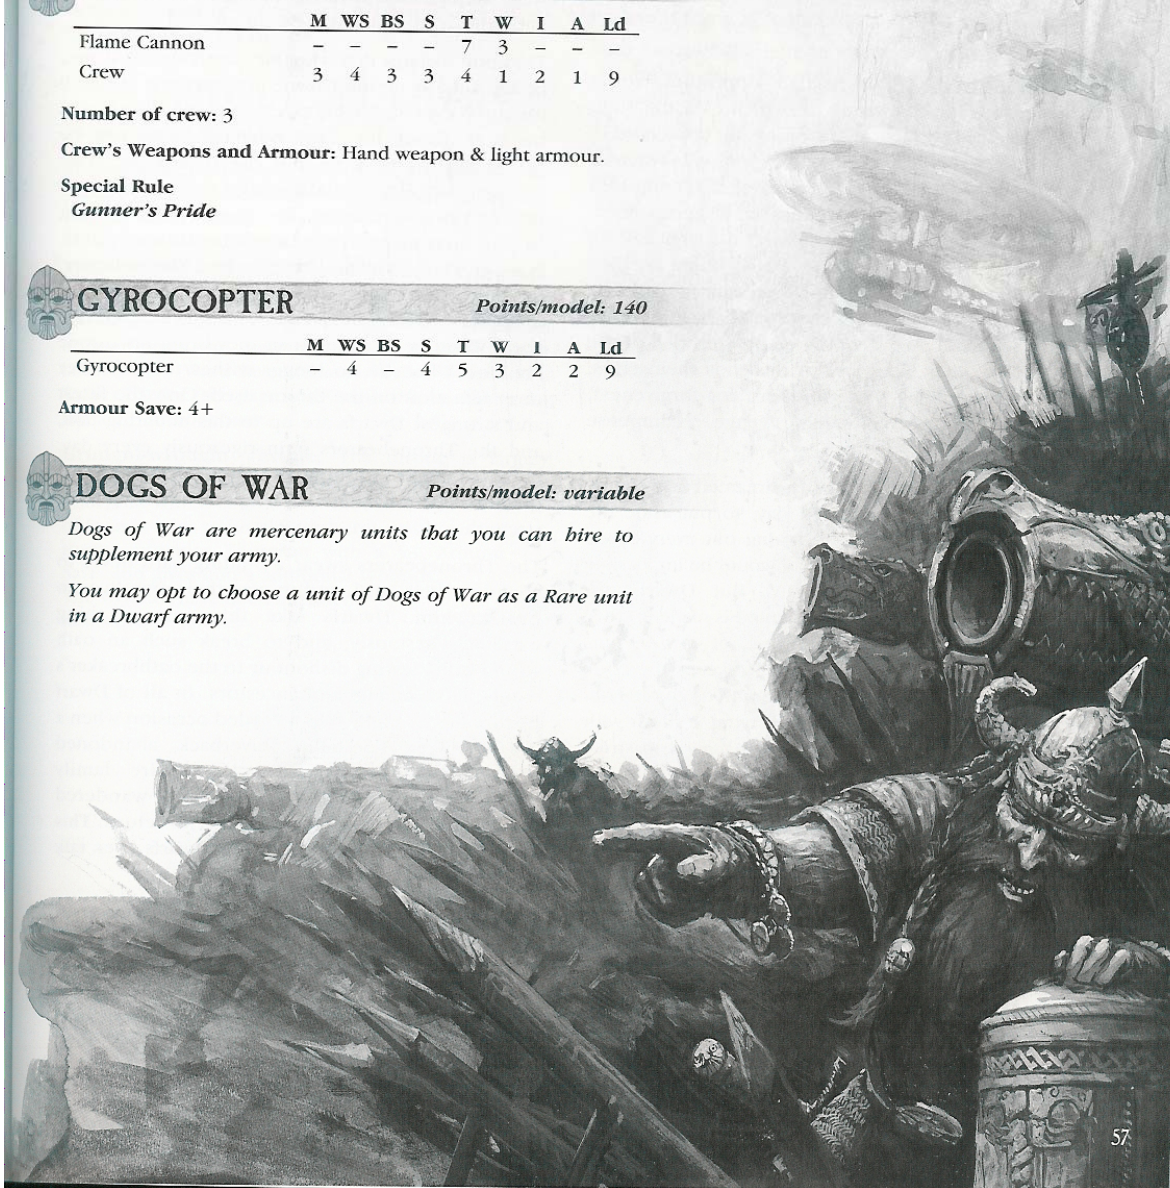 M WS BS S T W I A Ld
Flame Cannon – – – – 7 3 – – –
Crew 3 4 3 3 4 1 2 1 9
Number of crew: 3
Crew's Weapons and Armour: Hand weapon & light armour.
Special Rule
Gunner's Pride
GYROCOPTER Points/model: 140
M WS BS S T W I A Ld
Gyrocopter – 4 – 4 5 3 2 2 9
Armour Save: 4+
DOGS OF WAR Points/model: variable
Dogs of War are mercenary units that you can hire to
supplement your army.
You may opt to choose a unit of Dogs of War as a Rare unit
in a Dwarf army.
57